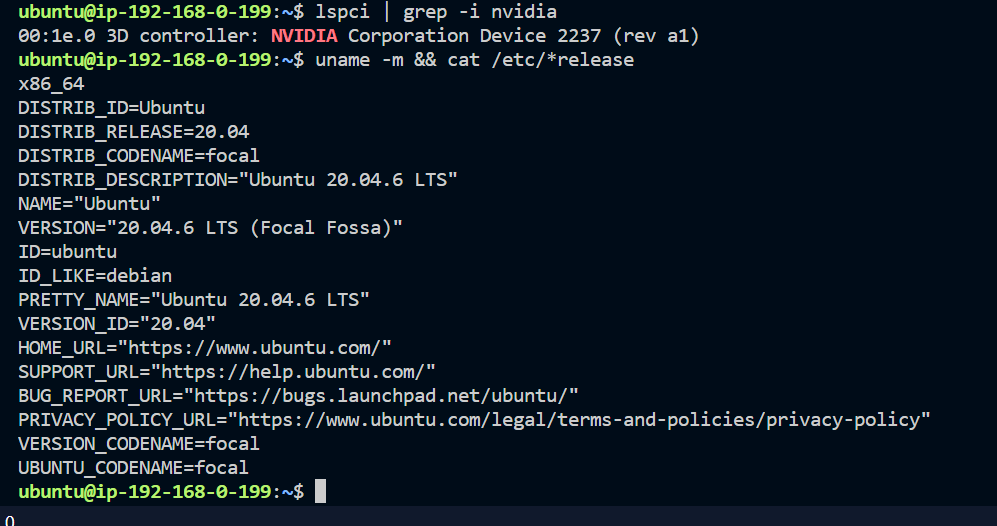 ubuntu@ip-192-168-0-199:~$ lspci | grep -i nvidia
00:1e.0 3D controller: NVIDIA Corporation Device 2237 (rev a1)
ubuntu@ip-192-168-0-199:~$ uname -m && cat /etc/*release
x86_64
DISTRIB_ID=Ubuntu
DISTRIB_RELEASE=20.04
DISTRIB_CODENAME=focal
DISTRIB_DESCRIPTION="Ubuntu 20.04.6 LTS"
NAME="Ubuntu"
VERSION="20.04.6 LTS (Focal Fossa)"
ID=ubuntu
ID_LIKE=debian
PRETTY_NAME="Ubuntu 20.04.6 LTS"
VERSION_ID="20.04"
HOME_URL="https://www.ubuntu.com/"
SUPPORT_URL="https://help.ubuntu.com/"
BUG_REPORT_URL="https://bugs.launchpad.net/ubuntu/"
PRIVACY_POLICY_URL="https://www.ubuntu.com/legal/terms-and-policies/privacy-policy"
VERSION_CODENAME=focal
UBUNTU_CODENAME=focal
ubuntu@ip-192-168-0-199:~$